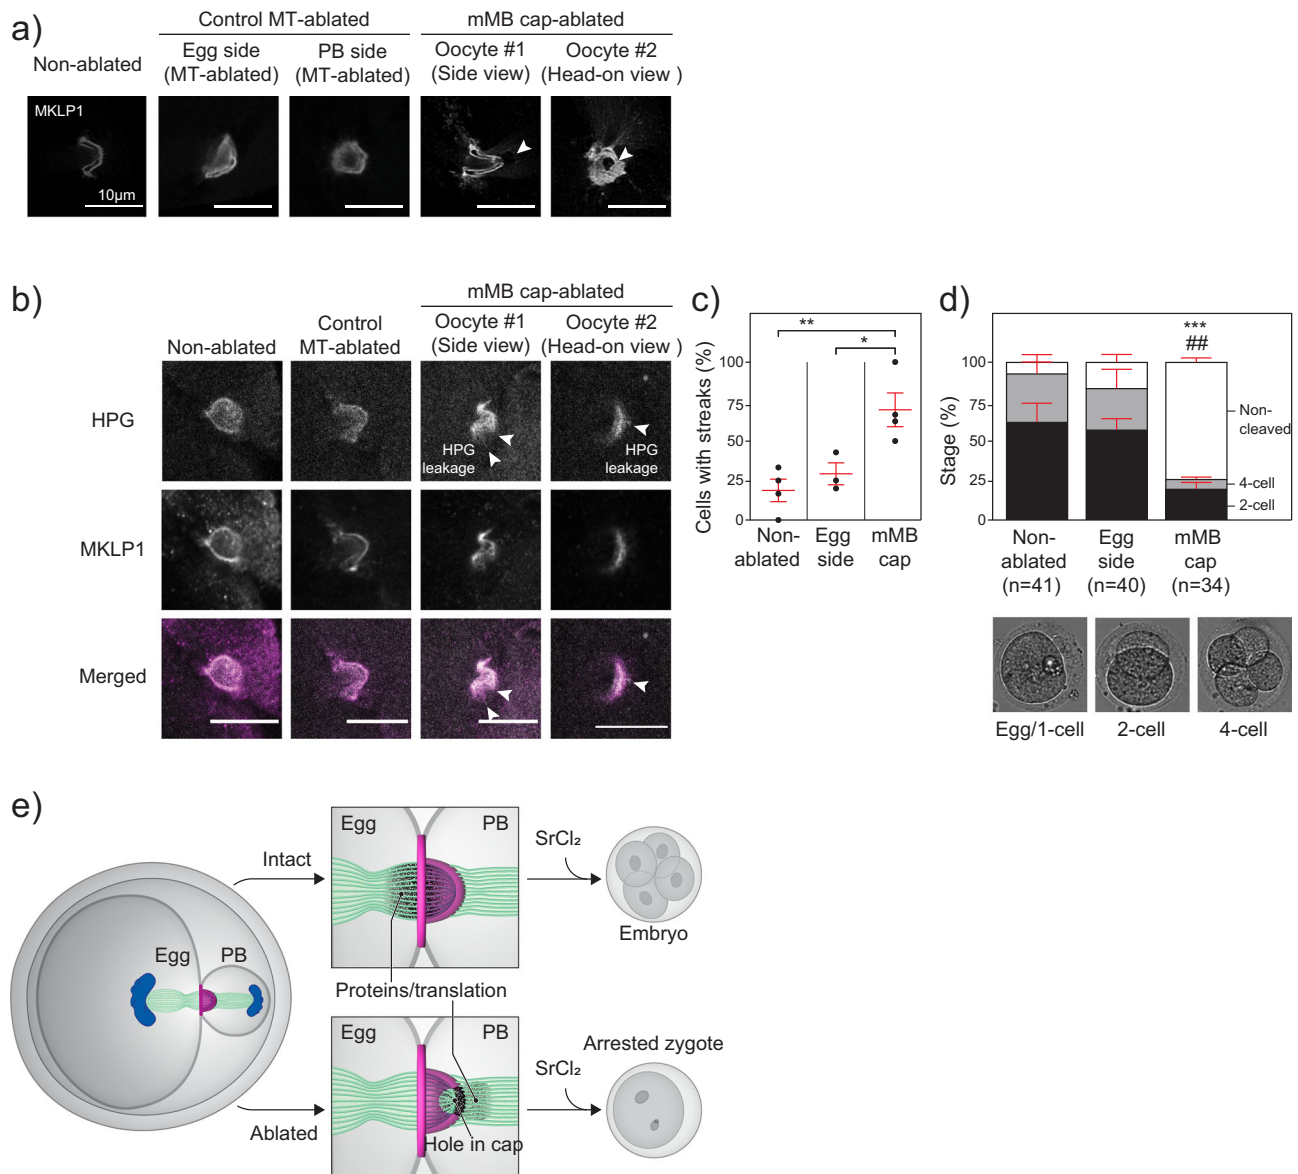 a)
Control MT-ablated
mMB cap-ablated
Non-ablated
Egg side
(MT-ablated)
PB side
(MT-ablated)
Oocyte #1
(Side view)
Oocyte #2
(Head-on view )
MKLP1
10µm
b)
mMB cap-ablated
Non-ablated
Control
MT-ablated
Oocyte #1
(Side view)
Oocyte #2
(Head-on view )
HPG
HPG
leakage
HPG
leakage
MKLP1
Merged
c)
Cells with streaks (%)
**
*
100
75
50
25
0
Non-
ablated
Egg
side
mMB
cap
d)
Stage (%)
***
##
100
75
50
25
0
Non-
cleaved
4-cell
2-cell
Non-
ablated
(n=41)
Egg
side
(n=40)
mMB
cap
(n=34)
Egg/1-cell
2-cell
4-cell
e)
Egg
PB
Intact
Ablated
Egg
PB
SrCl₂
Embryo
Proteins/translation
Egg
PB
Hole in cap
SrCl₂
Arrested zygote